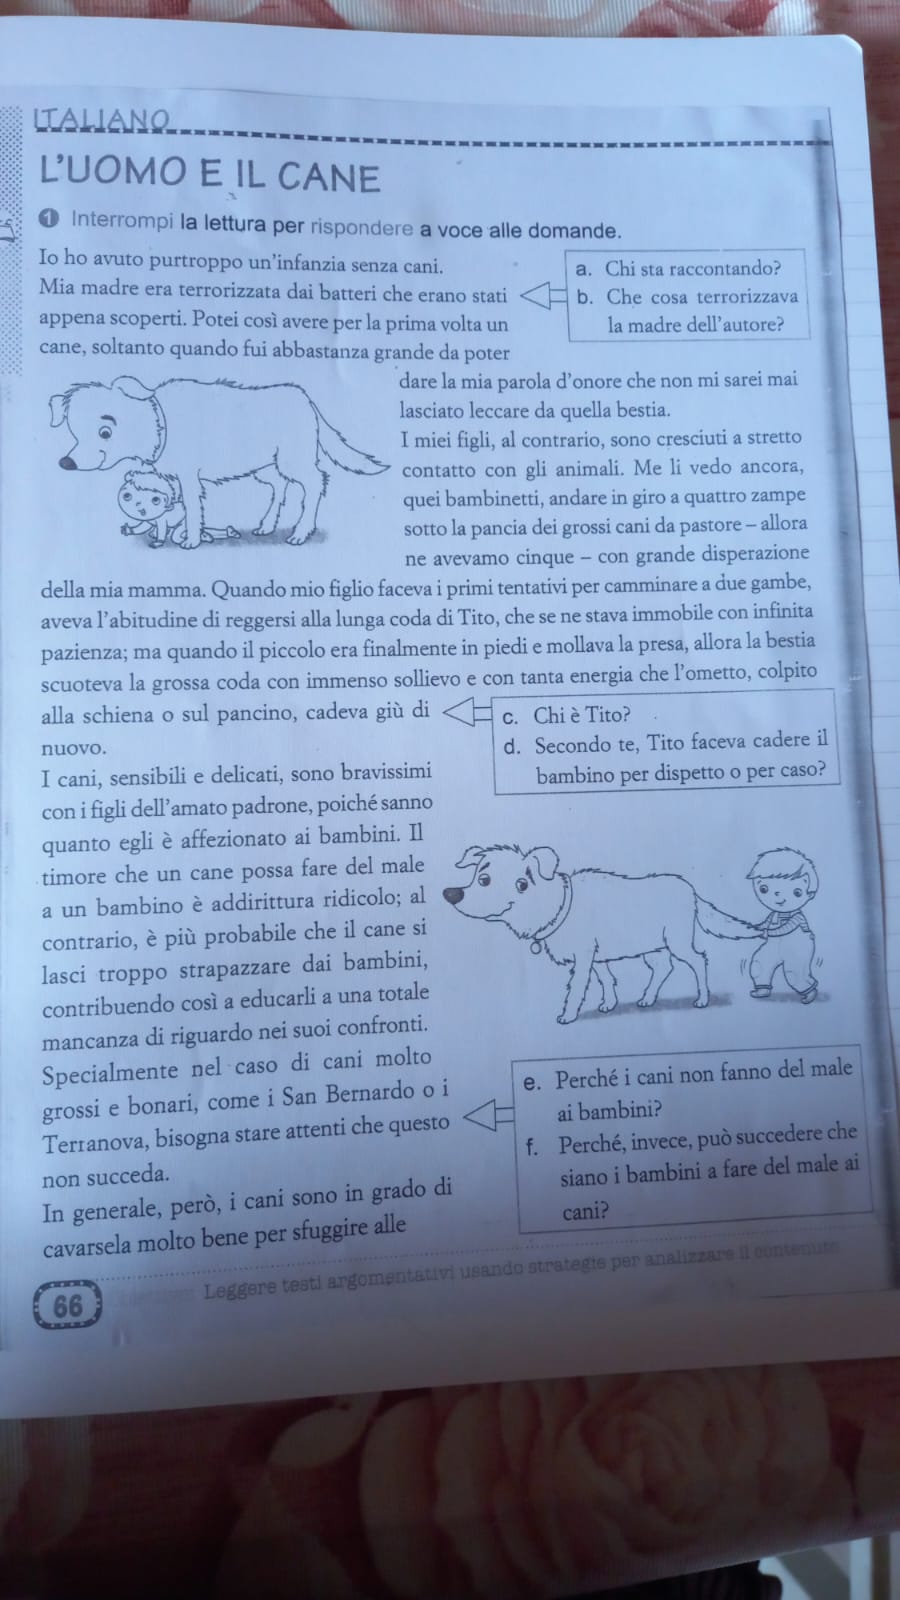 ITALIANO
L'UOMO E IL CANE
1 Interrompi la lettura per rispondere a voce alle domande.
Io ho avuto purtroppo un'infanzia senza cani.
Mia madre era terrorizzata dai batteri che erano stati
appena scoperti. Potei così avere per la prima volta un
cane, soltanto quando fui abbastanza grande da poter
a. Chi sta raccontando?
b. Che cosa terrorizzava
la madre dell'autore?
dare la mia parola d'onore che non mi sarei mai
lasciato leccare da quella bestia.
I miei figli, al contrario, sono cresciuti a stretto
contatto con gli animali. Me li vedo ancora,
quei bambinetti, andare in giro a quattro zampe
sotto la pancia dei grossi cani da pastore – allora
ne avevamo cinque – con grande disperazione
della mia mamma. Quando mio figlio faceva i primi tentativi per camminare a due gambe,
aveva l'abitudine di reggersi alla lunga coda di Tito, che se ne stava immobile con infinita
pazienza; ma quando il piccolo era finalmente in piedi e mollava la presa, allora la bestia
scuoteva la grossa coda con immenso sollievo e con tanta energia che l'ometto, colpito
alla schiena o sul pancino, cadeva giù di
nuovo.
c. Chi è Tito?
d. Secondo te, Tito faceva cadere il
bambino per dispetto o per caso?
I cani, sensibili e delicati, sono bravissimi
con i figli dell'amato padrone, poiché sanno
quanto egli è affezionato ai bambini. Il
timore che un cane possa fare del male
a un bambino è addirittura ridicolo; al
contrario, è più probabile che il cane si
lasci troppo strapazzare dai bambini,
contribuendo così a educarli a una totale
mancanza di riguardo nei suoi confronti.
Specialmente nel caso di cani molto
grossi e bonari, come i San Bernardo o i
Terranova, bisogna stare attenti che questo
non succeda.
In generale, però, i cani sono in grado di
cavarsela molto bene per sfuggire alle
e. Perché i cani non fanno del male
ai bambini?
f. Perché, invece, può succedere che
siano i bambini a fare del male ai
cani?
Leggere testi argomentativi usando strategie per analizzare il contenuto
66